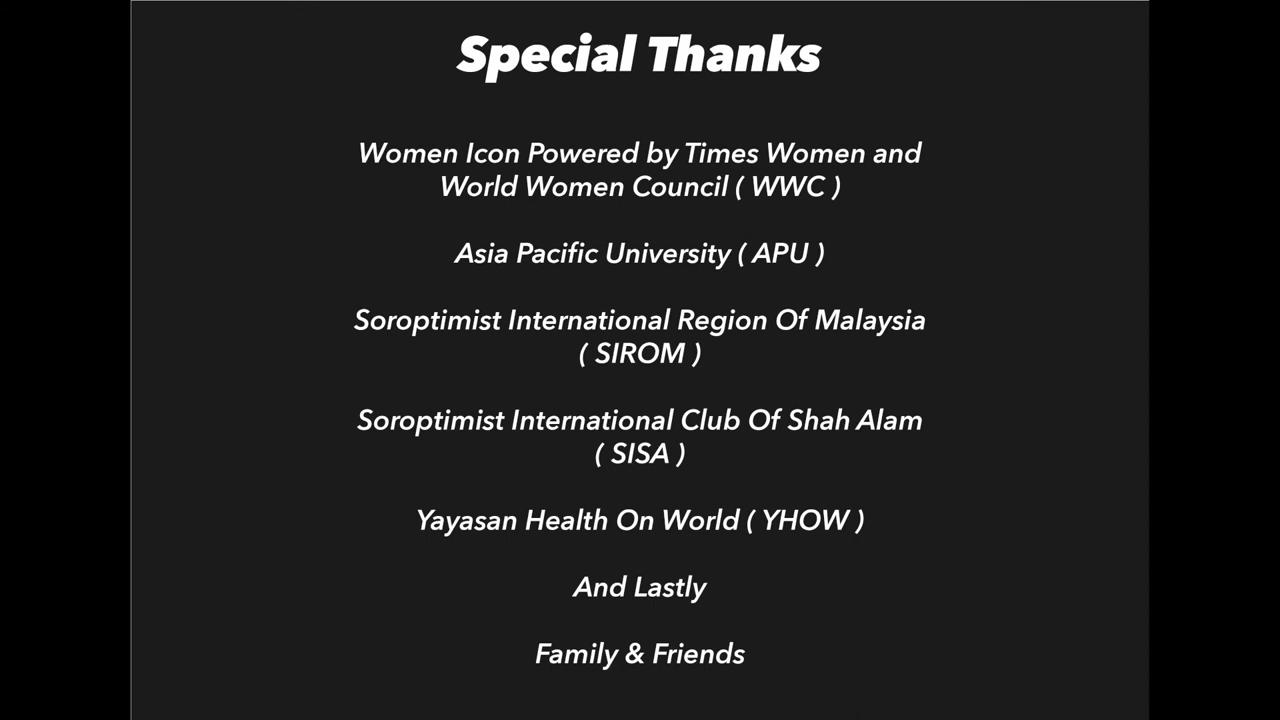 Special Thanks
Women Icon Powered by Times Women and
World Women Council ( WWC )
Asia Pacific University ( APU )
Soroptimist International Region Of Malaysia
( SIROM )
Soroptimist International Club Of Shah Alam
( SISA )
Yayasan Health On World ( YHOW )
And Lastly
Family & Friends